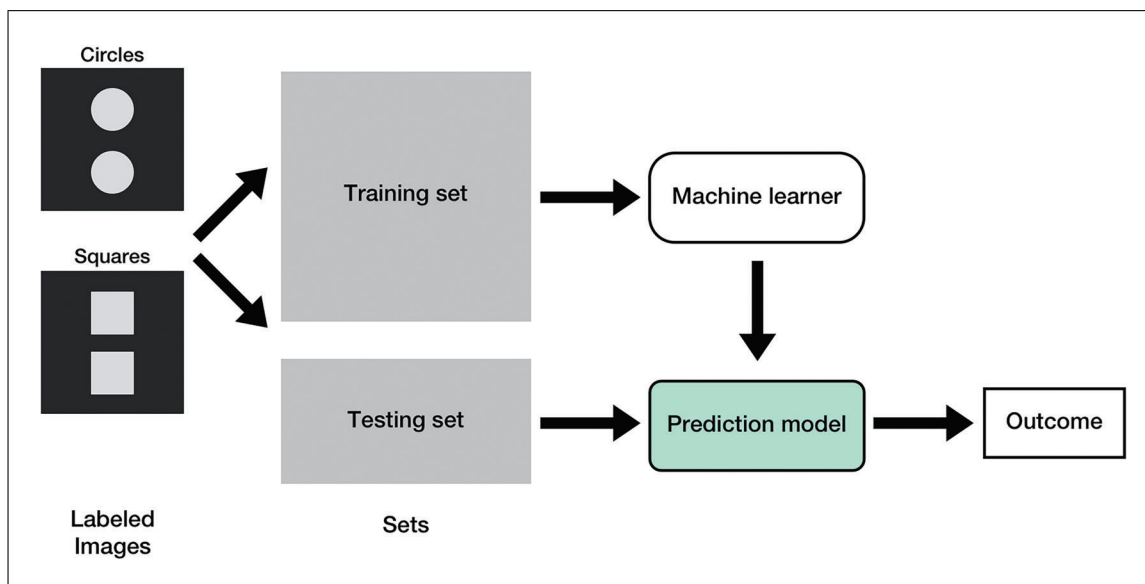 Circles
Squares
Labeled
Images
Training set
Testing set
Sets
Machine learner
Prediction model
Outcome